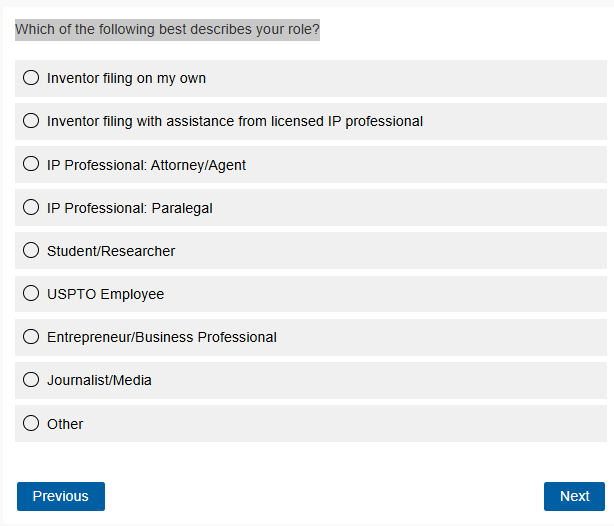 Which of the following best describes your role?
Inventor filing on my own
Inventor filing with assistance from licensed IP professional
IP Professional: Attorney/Agent
IP Professional: Paralegal
Student/Researcher
USPTO Employee
Entrepreneur/Business Professional
Journalist/Media
Other
Previous
Next